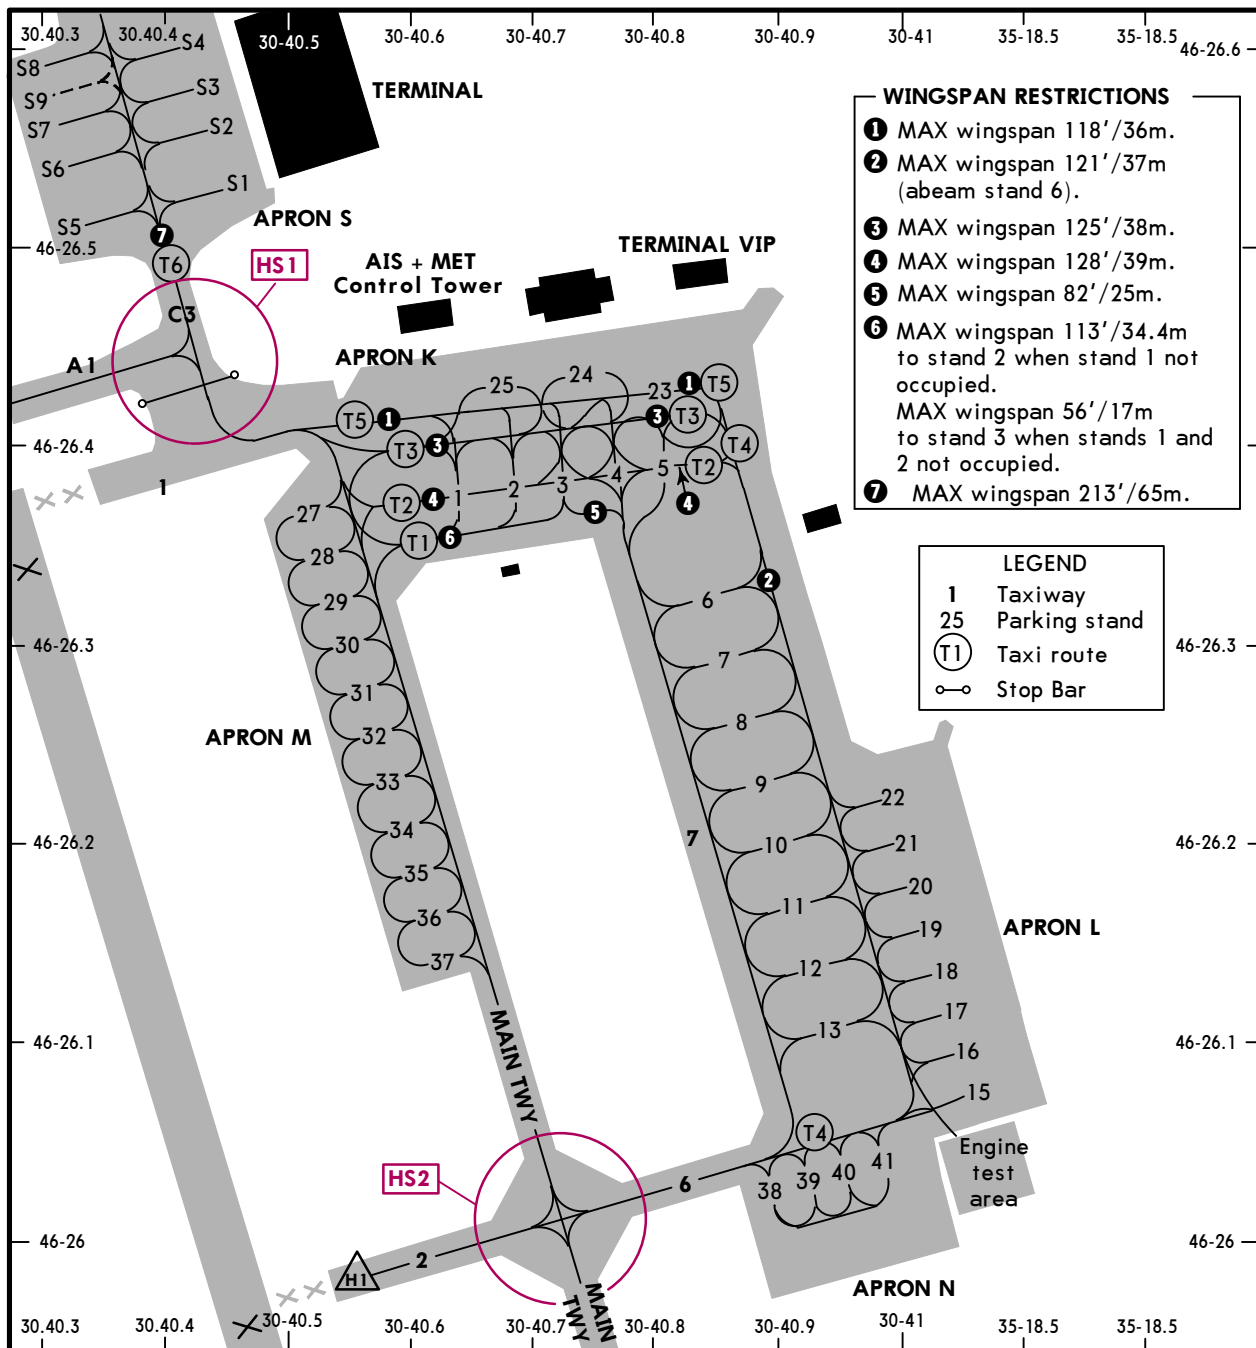 30.40.3 30.40.4 30-40.5 30-40.6 30-40.7 30-40.8 30-40.9 30-41 35-18.5 35-18.5
46-26.6
S4
S8
S9
S3
S7
S2
S6
S1
S5
TERMINAL
WINGSPAN RESTRICTIONS
1 MAX wingspan 118'/36m.
2 MAX wingspan 121'/37m
(abeam stand 6).
3 MAX wingspan 125'/38m.
4 MAX wingspan 128'/39m.
5 MAX wingspan 82'/25m.
6 MAX wingspan 113'/34.4m
to stand 2 when stand 1 not
occupied.
MAX wingspan 56'/17m
to stand 3 when stands 1 and
2 not occupied.
7 MAX wingspan 213'/65m.
APRON S
46-26.5
7
T6
HS1
AIS + MET
Control Tower
TERMINAL VIP
C3
A1
APRON K
25
24
23
1
T5
T5
1
3
T3
T3
3
T4
46-26.4
1
T2
4
1
2
3
4
5
T2
4
5
T1
6
2
LEGEND
1 Taxiway
25 Parking stand
T1 Taxi route
Stop Bar
27
28
29
30
31
32
33
34
35
36
37
APRON M
46-26.3
46-26.3
6
7
8
9
10
11
12
13
7
22
21
20
19
18
17
16
15
46-26.2
46-26.2
APRON L
46-26.1
46-26.1
MAIN TWY
T4
Engine
test
area
HS2
6
38
39
40
41
46-26
46-26
2
H1
APRON N
MAIN
TWY
30.40.3 30.40.4 30-40.5 30-40.6 30-40.7 30-40.8 30-40.9 30-41 35-18.5 35-18.5